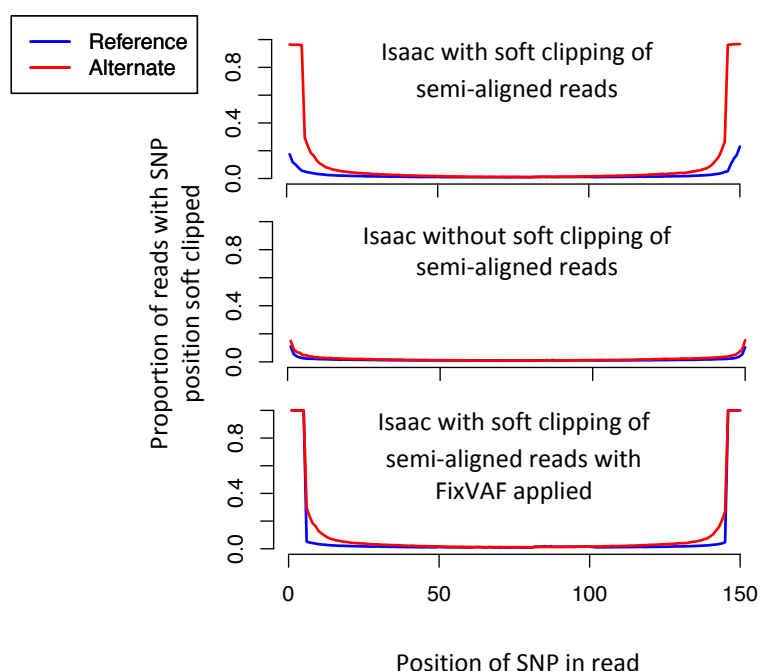 Reference
Alternate
Proportion of reads with SNP
position soft clipped
Isaac with soft clipping of
semi-aligned reads
0.8
0.4
0.0
Isaac without soft clipping of
semi-aligned reads
0.8
0.4
0.0
Isaac with soft clipping of
semi-aligned reads with
FixVAF applied
0.8
0.4
0.0
0 50 100 150
Position of SNP in read